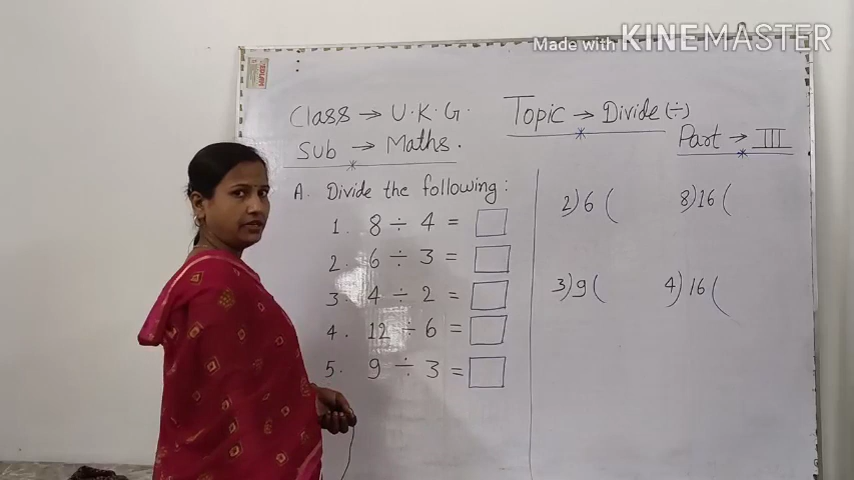 Made with KINEMASTER
Class → U.K.G.
Sub → Maths.
Topic → Divide (÷)
Part → III
A. Divide the following:
1. 8 ÷ 4 =
2. 6 ÷ 3 =
3. 4 ÷ 2 =
4. 12 ÷ 6 =
5. 9 ÷ 3 =
2)6(
8)16(
3)9(
4)16(